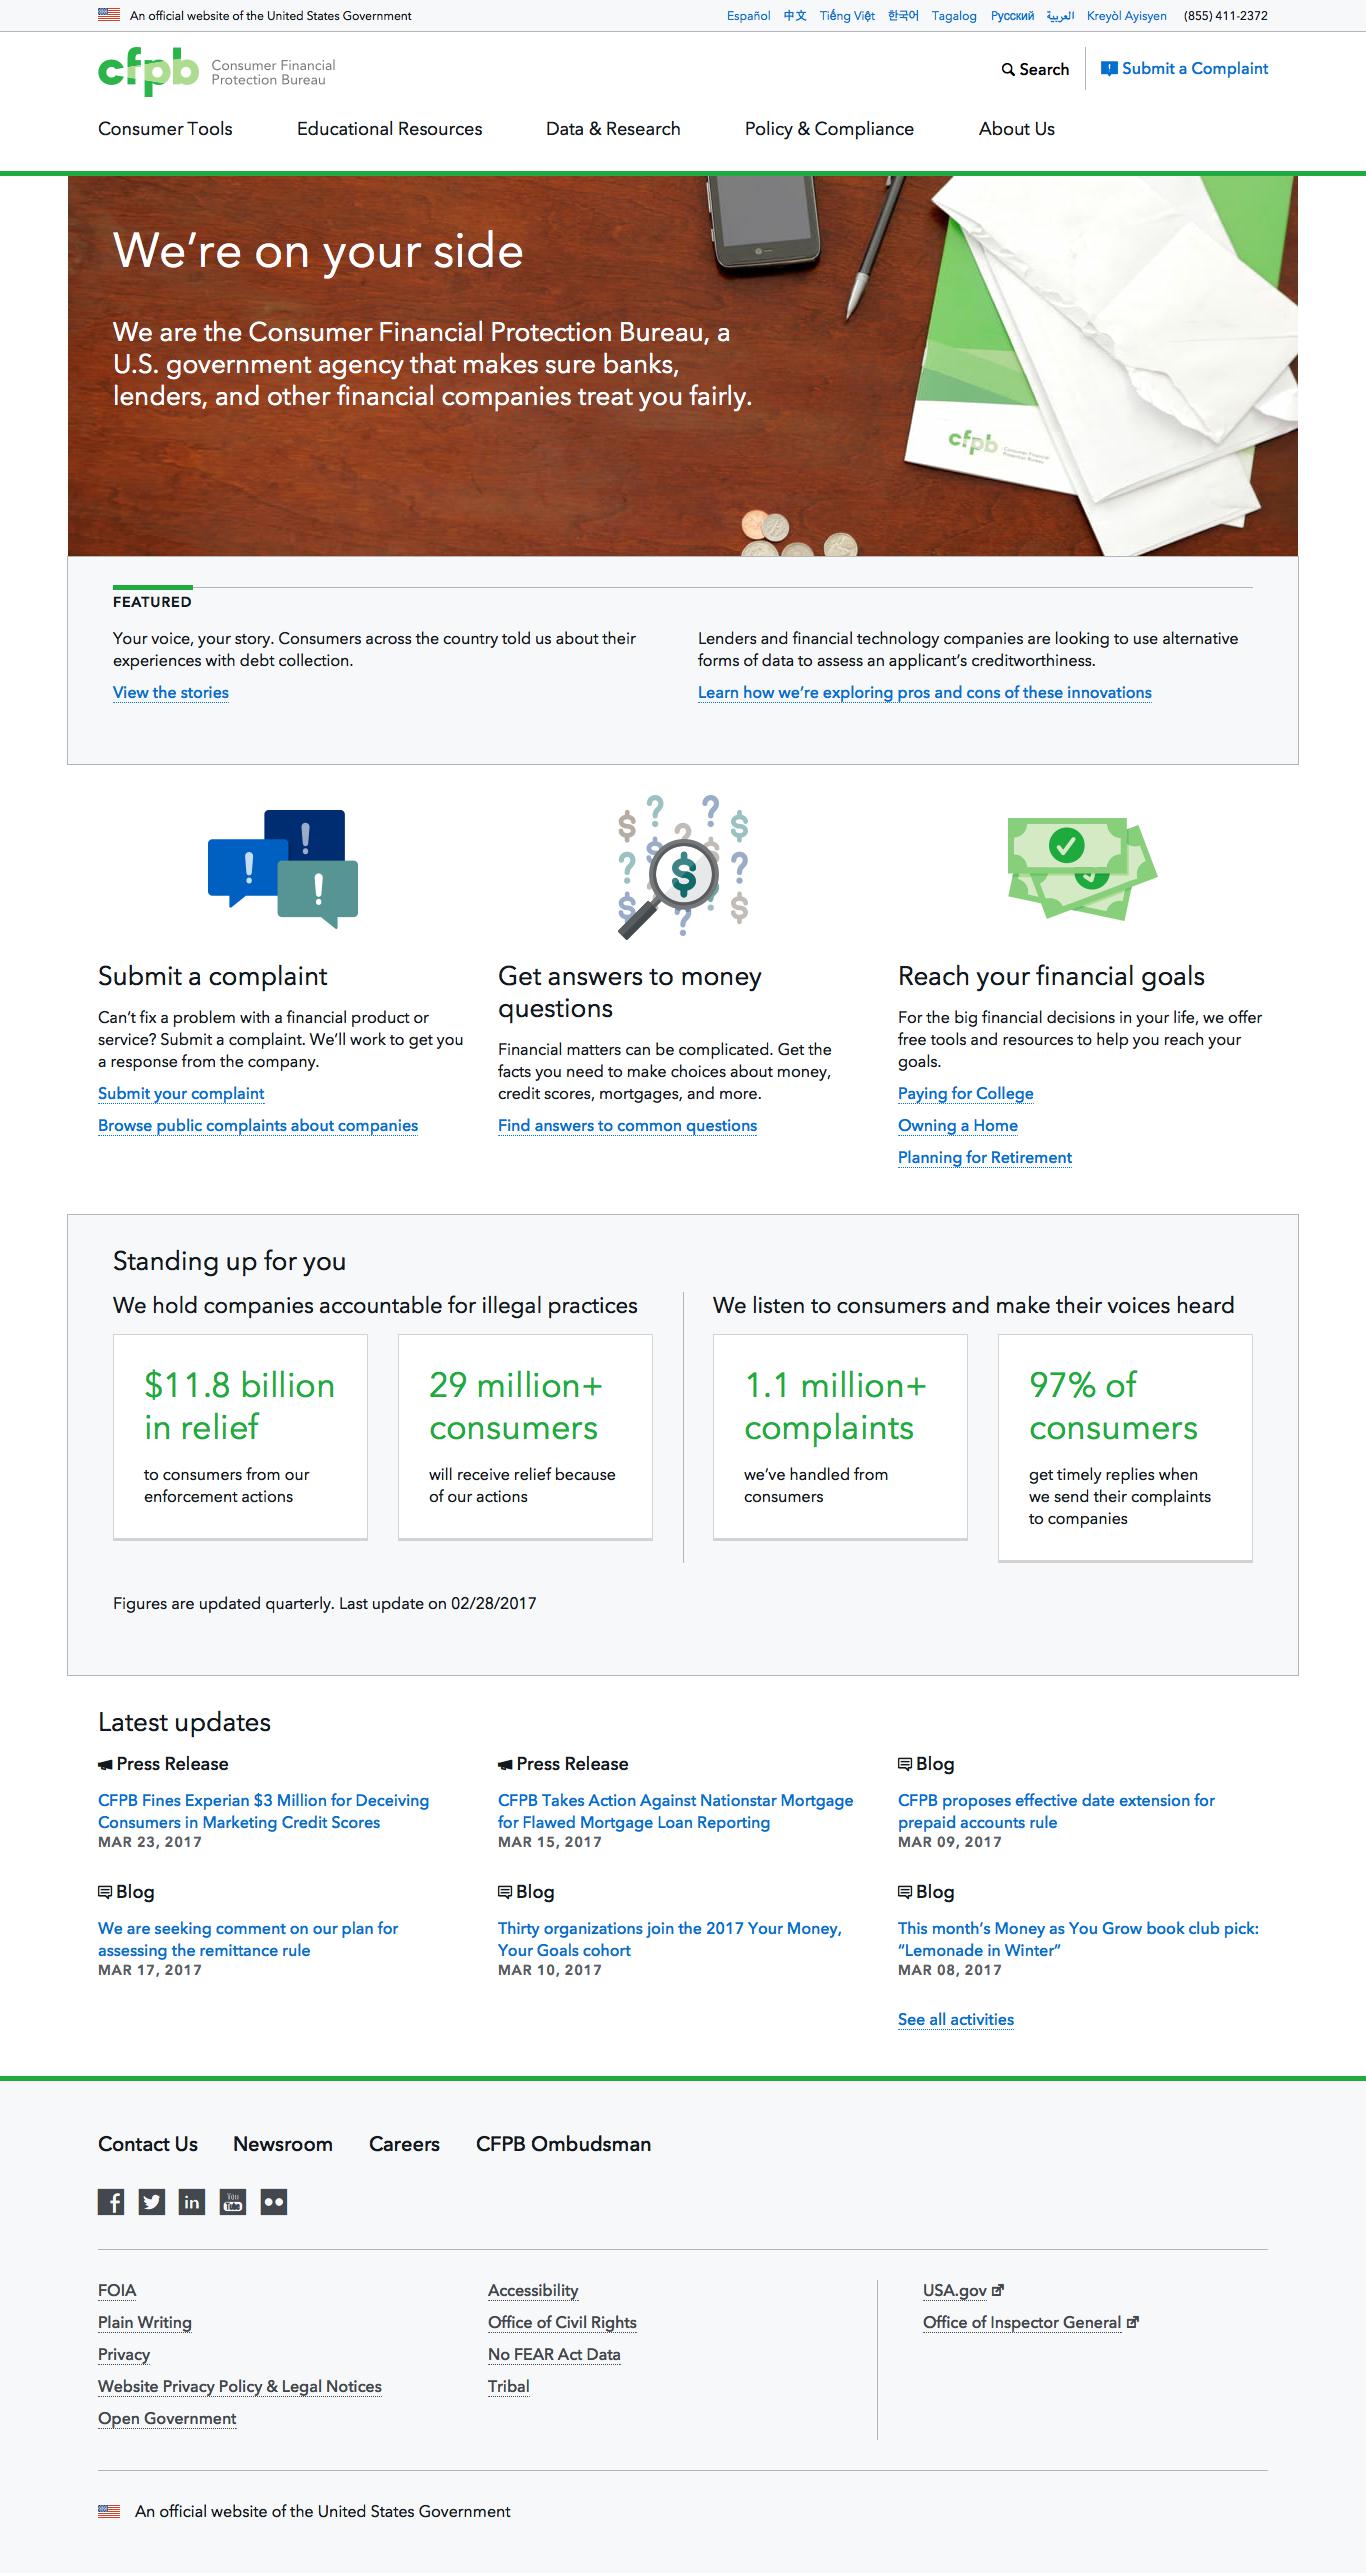 An official website of the United States Government
Español 中文 Tiếng Việt 한국어 Tagalog Русский العربية Kreyòl Ayisyen (855) 411-2372
cfpb Consumer Financial
Protection Bureau
Search
Submit a Complaint
Consumer Tools
Educational Resources
Data & Research
Policy & Compliance
About Us
We’re on your side
We are the Consumer Financial Protection Bureau, a
U.S. government agency that makes sure banks,
lenders, and other financial companies treat you fairly.
cfpb Consumer Financial
Protection Bureau
FEATURED
Your voice, your story. Consumers across the country told us about their
experiences with debt collection.
View the stories
Lenders and financial technology companies are looking to use alternative
forms of data to assess an applicant’s creditworthiness.
Learn how we’re exploring pros and cons of these innovations
Submit a complaint
Can’t fix a problem with a financial product or
service? Submit a complaint. We’ll work to get you
a response from the company.
Submit your complaint
Browse public complaints about companies
Get answers to money
questions
Financial matters can be complicated. Get the
facts you need to make choices about money,
credit scores, mortgages, and more.
Find answers to common questions
Reach your financial goals
For the big financial decisions in your life, we offer
free tools and resources to help you reach your
goals.
Paying for College
Owning a Home
Planning for Retirement
Standing up for you
We hold companies accountable for illegal practices
$11.8 billion
in relief
to consumers from our
enforcement actions
29 million+
consumers
will receive relief because
of our actions
We listen to consumers and make their voices heard
1.1 million+
complaints
we’ve handled from
consumers
97% of
consumers
get timely replies when
we send their complaints
to companies
Figures are updated quarterly. Last update on 02/28/2017
Latest updates
Press Release
CFPB Fines Experian $3 Million for Deceiving
Consumers in Marketing Credit Scores
MAR 23, 2017
Press Release
CFPB Takes Action Against Nationstar Mortgage
for Flawed Mortgage Loan Reporting
MAR 15, 2017
Blog
CFPB proposes effective date extension for
prepaid accounts rule
MAR 09, 2017
Blog
We are seeking comment on our plan for
assessing the remittance rule
MAR 17, 2017
Blog
Thirty organizations join the 2017 Your Money,
Your Goals cohort
MAR 10, 2017
Blog
This month’s Money as You Grow book club pick:
“Lemonade in Winter”
MAR 08, 2017
See all activities
Contact Us
Newsroom
Careers
CFPB Ombudsman
You
Tube
FOIA
Plain Writing
Privacy
Website Privacy Policy & Legal Notices
Open Government
Accessibility
Office of Civil Rights
No FEAR Act Data
Tribal
USA.gov
Office of Inspector General
An official website of the United States Government